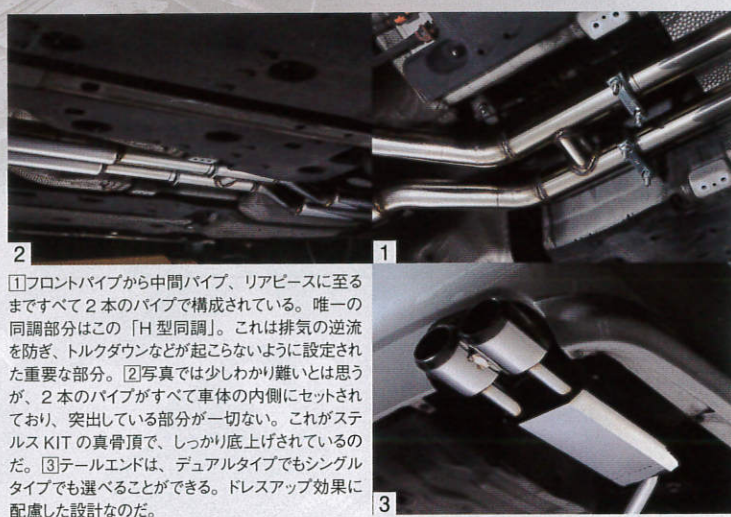 2
1
1フロントパイプから中間パイプ、リアピースに至る
まですべて2本のパイプで構成されている。唯一の
同調部分はこの「H型同調」。これは排気の逆流
を防ぎ、トルクダウンなどが起こらないように設定され
た重要な部分。2写真では少しわかり難いとは思う
が、2本のパイプがすべて車体の内側にセットされ
ており、突出している部分が一切ない。これがステ
ルスKITの真骨頂で、しっかり底上げされているの
だ。3テールエンドは、デュアルタイプでもシングル
タイプでも選べることができる。ドレスアップ効果に
配慮した設計なのだ。
3